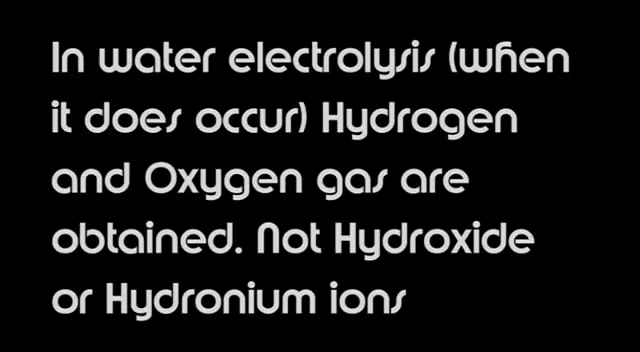 In water electrolysis (when
it does occur) Hydrogen
and Oxygen gas are
obtained. Not Hydroxide
or Hydronium ions